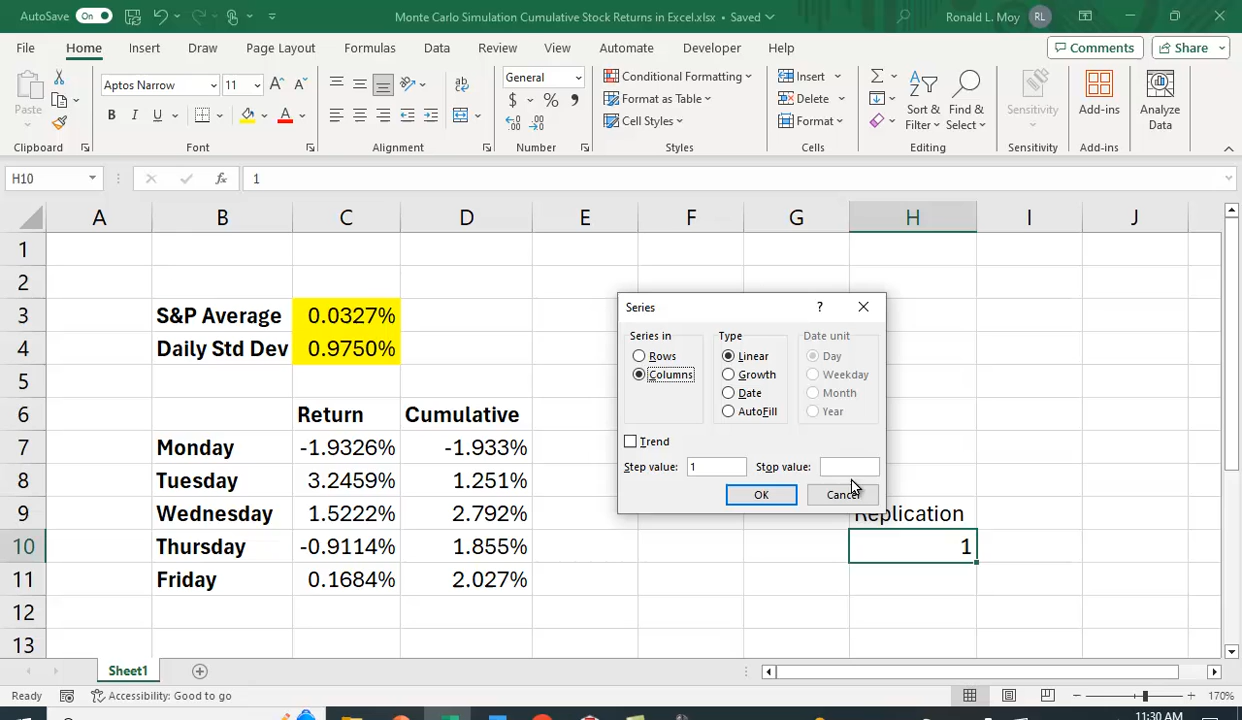 AutoSave On Monte Carlo Simulation Cumulative Stock Returns in Excel.xlsx - Saved Ronald L. Moy RL
File Home Insert Draw Page Layout Formulas Data Review View Automate Developer Help Comments Share
Paste Aptos Narrow 11 General Conditional Formatting Insert Sort & Find & Sensitivity Add-ins Analyze
Format as Table Delete Filter Select Data
B I U Cell Styles Format
Clipboard Font Alignment Number Styles Cells Editing Sensitivity Add-ins
H10 fx 1
A B C D E F G H I J
1
2
3 S&P Average 0.0327%
4 Daily Std Dev 0.9750%
5
6 Return Cumulative
7 Monday -1.9326% -1.933%
8 Tuesday 3.2459% 1.251%
9 Wednesday 1.5222% 2.792% Replication
10 Thursday -0.9114% 1.855% 1
11 Friday 0.1684% 2.027%
12
13
Series ?
Series in Type Date unit
Rows Linear Day
Columns Growth Weekday
Date Month
AutoFill Year
Trend
Step value: 1 Stop value:
OK Cancel
Sheet1
Ready Accessibility: Good to go 170%
11:30 AM